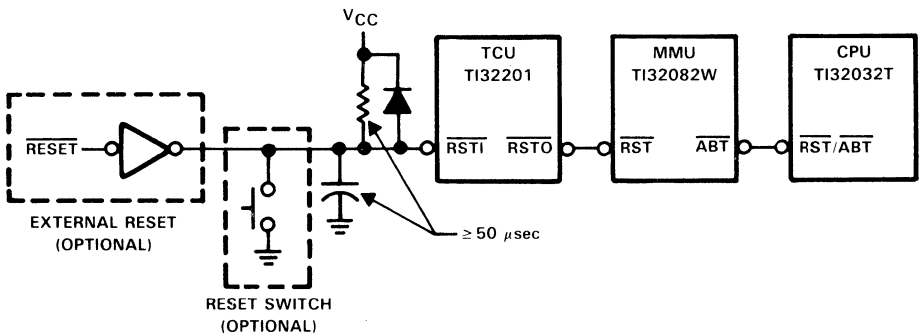 VCC
TCU
TI32201
MMU
TI32082W
CPU
TI32032T
RESET
RSTI
RSTO
RST
ABT
RST/ABT
EXTERNAL RESET
(OPTIONAL)
≥ 50 μsec
RESET SWITCH
(OPTIONAL)